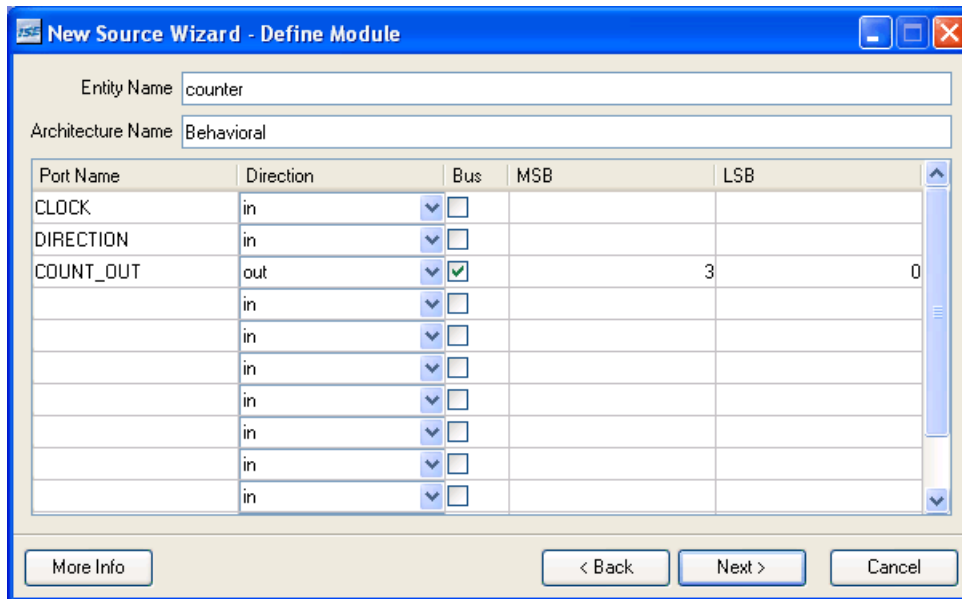 ISE New Source Wizard - Define Module
Entity Name counter
Architecture Name Behavioral
Port Name Direction Bus MSB LSB
CLOCK in
DIRECTION in
COUNT_OUT out 3 0
in
in
in
in
in
in
in
More Info < Back Next > Cancel